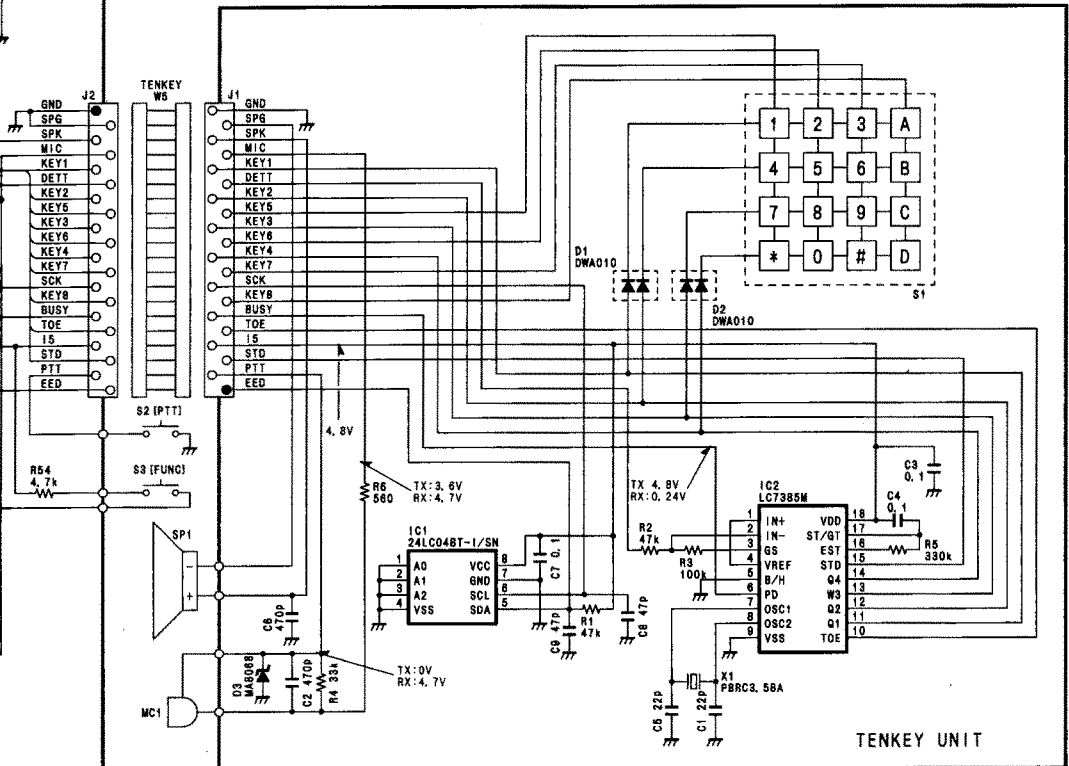 TENKEY
W5
J2
GND
SPG
SPK
MIC
KEY1
DETT
KEY2
KEY5
KEY3
KEY6
KEY4
KEY7
SCK
KEY8
BUSY
TOE
I5
STD
PTT
EED
J1
GND
SPG
SPK
MIC
KEY1
DETT
KEY2
KEY5
KEY3
KEY6
KEY4
KEY7
SCK
KEY8
BUSY
TOE
I5
STD
PTT
EED
1 2 3 A
4 5 6 B
7 8 9 C
* 0 # D
S1
D1
DWA010
D2
DWA010
S2 [PTT]
S3 [FUNC]
R54
4.7k
4.8V
R6
560
TX:3.6V
RX:4.7V
TX 4.8V
RX:0.24V
SP1
-
+
C6
470p
IC1
24LC04BT-I/SN
1 A0 VCC 8
2 A1 GND 7
3 A2 SCL 6
4 VSS SDA 5
C7 0.1
C9 47p
R1
47k
C8 47p
R2
47k
R3
100k
IC2
LC7385M
1 IN+ VDD 18
2 IN- ST/GT 17
3 GS EST 16
4 VREF STD 15
5 B/H Q4 14
6 PD W3 13
7 OSC1 Q2 12
8 OSC2 Q1 11
9 VSS TOE 10
C3
0.1
C4
0.1
R5
330k
X1
PBRC3.58A
C5 22p
C1 22p
MC1
D3
MA8068
C2 470p
R4 33k
TX:0V
RX:4.7V
TENKEY UNIT